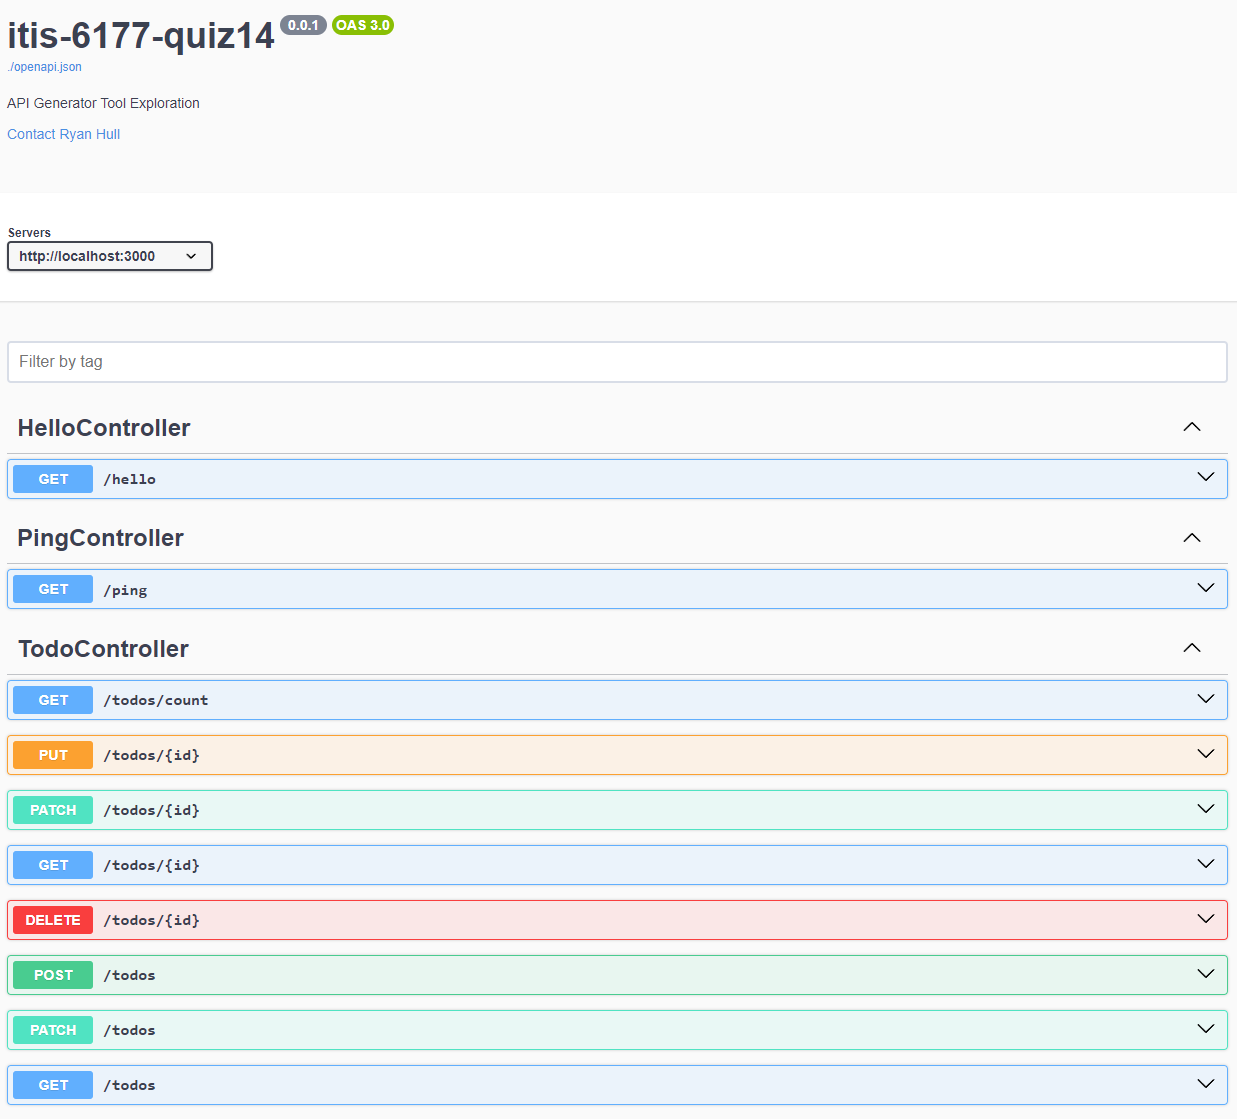 itis-6177-quiz14 0.0.1 OAS 3.0
./openapi.json
API Generator Tool Exploration
Contact Ryan Hull
Servers
http://localhost:3000
Filter by tag
HelloController
GET /hello
PingController
GET /ping
TodoController
GET /todos/count
PUT /todos/{id}
PATCH /todos/{id}
GET /todos/{id}
DELETE /todos/{id}
POST /todos
PATCH /todos
GET /todos